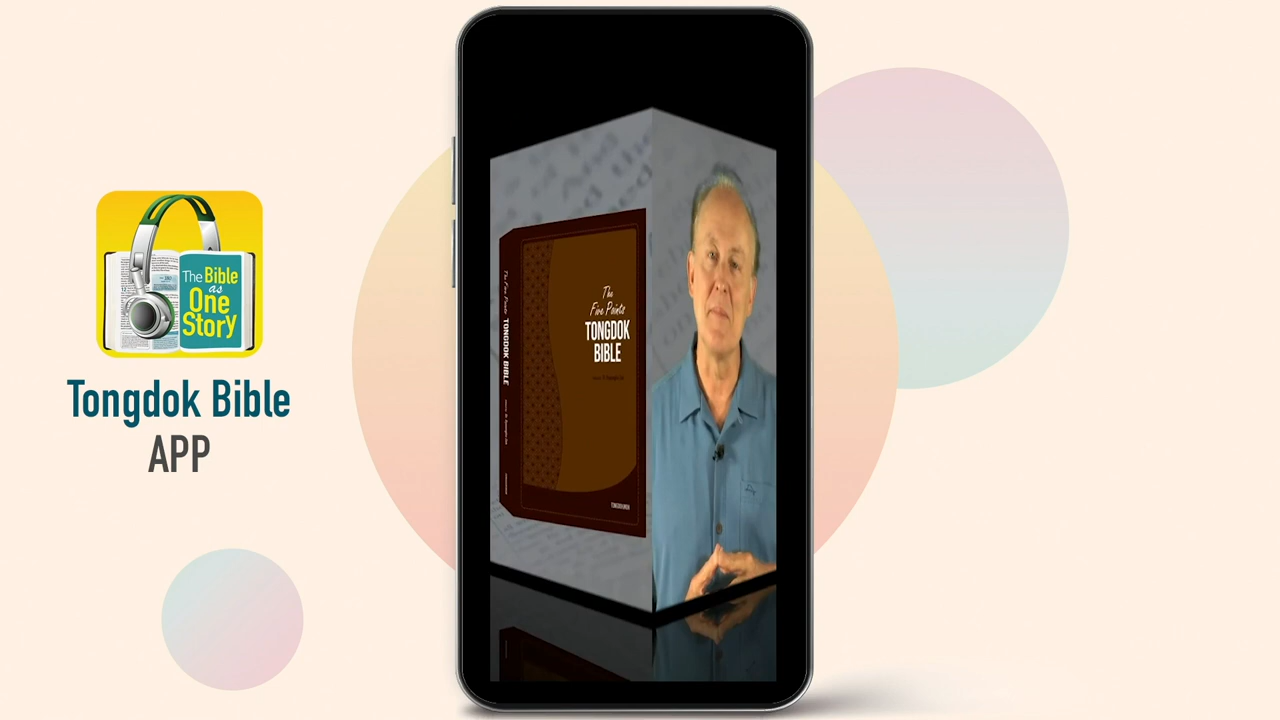 The Bible
as
One
Story
Tongdok Bible
APP
The Five Points TONGDOK BIBLE
The
Five Points
TONGDOK
BIBLE